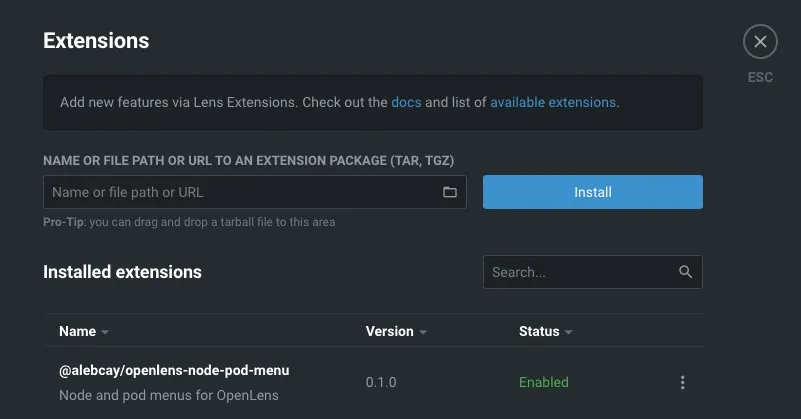 Extensions
ESC
Add new features via Lens Extensions. Check out the docs and list of available extensions.
NAME OR FILE PATH OR URL TO AN EXTENSION PACKAGE (TAR, TGZ)
Name or file path or URL
Install
Pro-Tip: you can drag and drop a tarball file to this area
Installed extensions
Search...
Name Version Status
@alebcay/openlens-node-pod-menu
0.1.0 Enabled
Node and pod menus for OpenLens